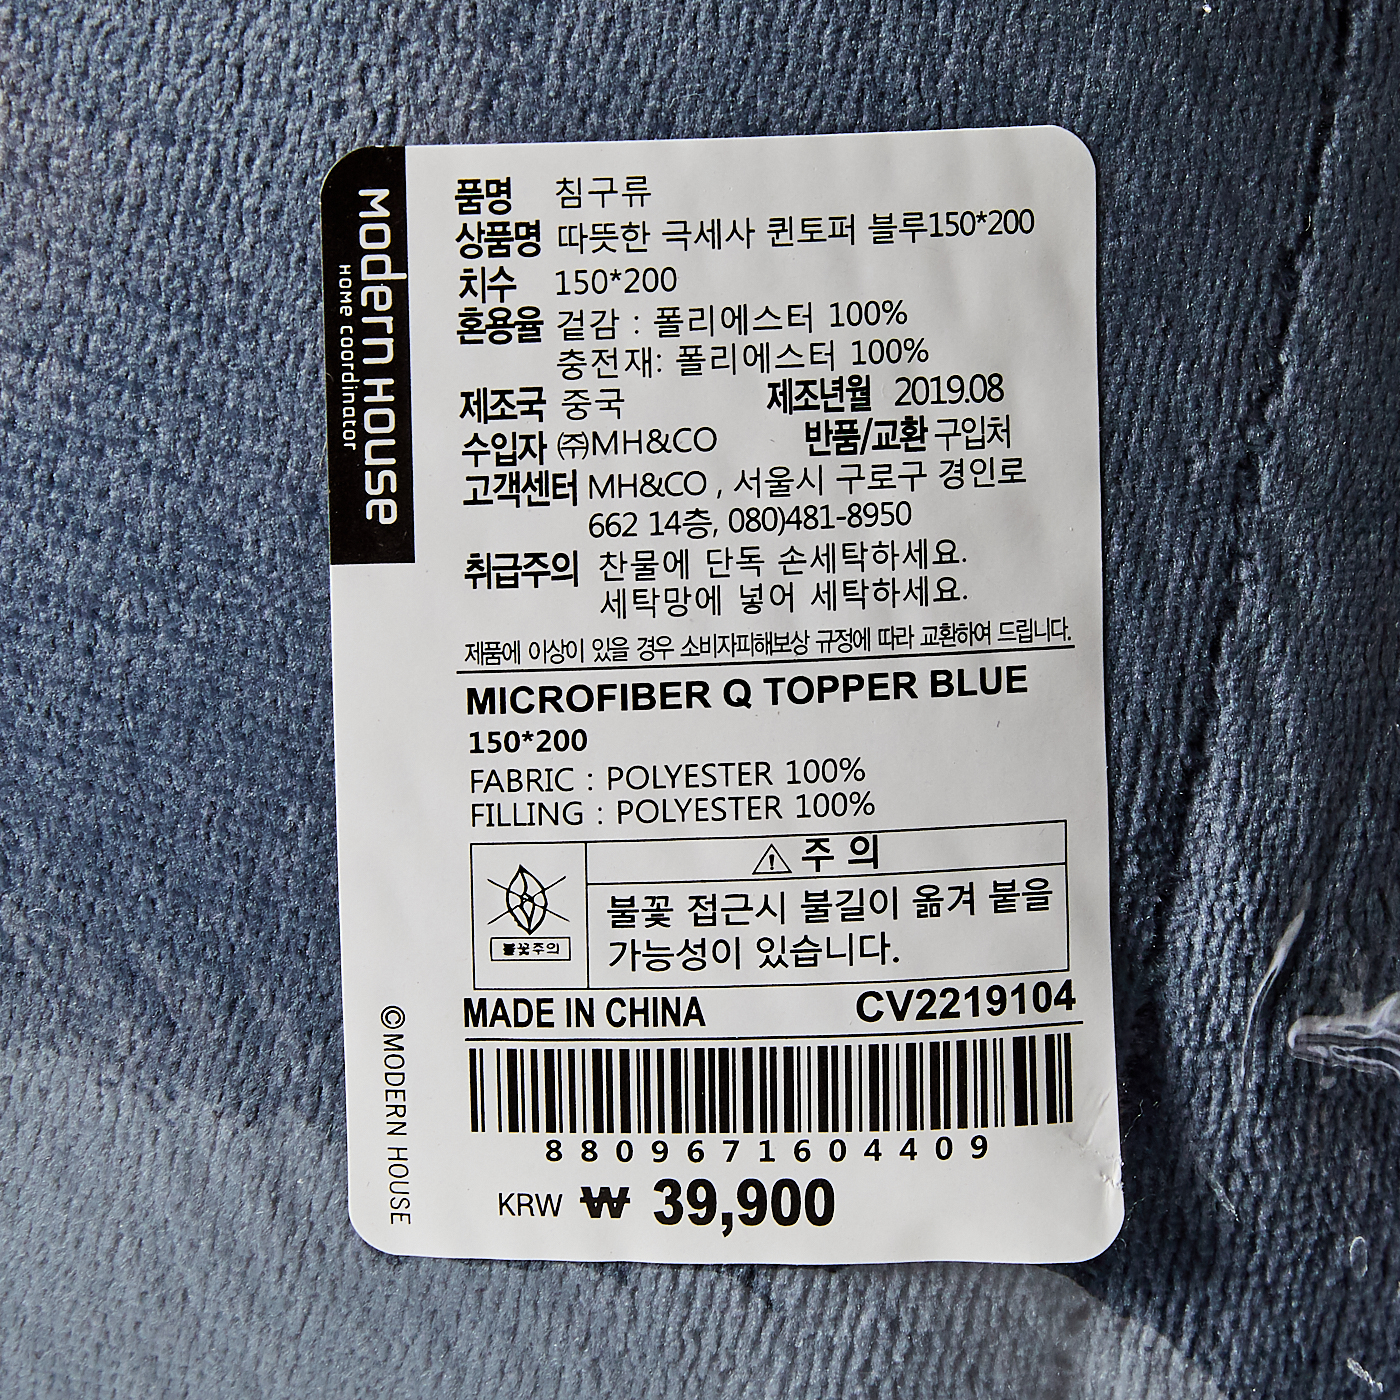 modern house
home coordinator
품명 침구류
상품명 따뜻한 극세사 퀸토퍼 블루150*200
치수 150*200
혼용율 겉감 : 폴리에스터 100%
충전재: 폴리에스터 100%
제조국 중국 제조년월 2019.08
수입자 ㈜MH&CO 반품/교환 구입처
고객센터 MH&CO , 서울시 구로구 경인로
662 14층, 080)481-8950
취급주의 찬물에 단독 손세탁하세요.
세탁망에 넣어 세탁하세요.
제품에 이상이 있을 경우 소비자피해보상 규정에 따라 교환하여 드립니다.
MICROFIBER Q TOPPER BLUE
150*200
FABRIC : POLYESTER 100%
FILLING : POLYESTER 100%
불꽃주의
⚠ 주 의
불꽃 접근시 불길이 옮겨 붙을
가능성이 있습니다.
MADE IN CHINA CV2219104
8809671604409
KRW ₩ 39,900
©MODERN HOUSE